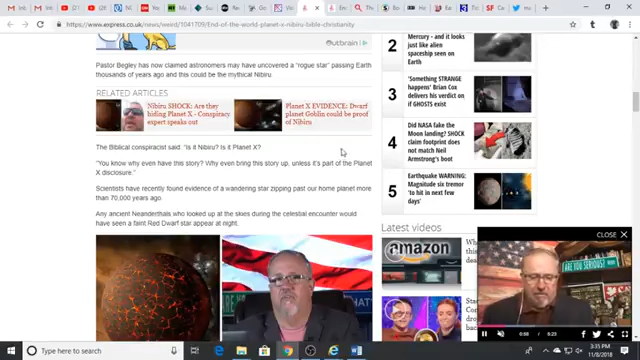 https://www.express.co.uk/news/weird/1041709/End-of-the-world-planet-x-nibiru-bible-christianity
outbrain
Pastor Begley has now claimed astronomers may have uncovered a "rogue star" passing Earth
thousands of years ago and this could be the mythical Nibiru
RELATED ARTICLES
Nibiru SHOCK: Are they
hiding Planet X - Conspiracy
expert speaks out
Planet X EVIDENCE: Dwarf
planet Goblin could be proof
of Nibiru
The Biblical conspiracist said: "Is it Nibiru? Is it Planet X?
"You know why even have this story? Why even bring this story up, unless it's part of the Planet
X disclosure."
Scientists have recently found evidence of a wandering star zipping past our home planet more
than 70,000 years ago.
Any ancient Neanderthals who looked up at the skies during the celestial encounter would
have seen a faint Red Dwarf star appear at night.
2
Mercury - and it looks
just like alien
spaceship seen on
Earth
3
'Something STRANGE
happens' Brian Cox
delivers his verdict on
if GHOSTS exist
4
Did NASA fake the
Moon landing? SHOCK
claim footprint does
not match Neil
Armstrong's boot
5
Earthquake WARNING:
Magnitude six tremor
'to hit in next few
days'
Latest videos
amazon
CLOSE X
ARE YOU SERIOUS?
0:23
Type here to search
3:35 PM
11/8/2018